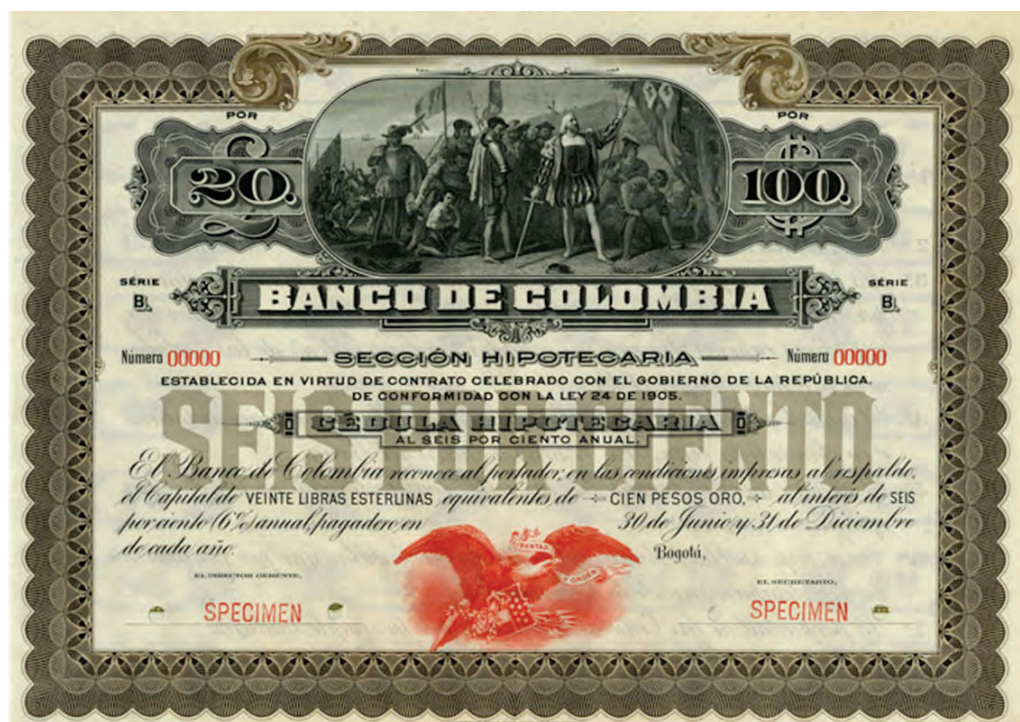 POR
POR
£20.
$100.
SÉRIE
B.
SÉRIE
B.
BANCO DE COLOMBIA
Número 00000
SECCIÓN HIPOTECARIA
Número 00000
ESTABLECIDA EN VIRTUD DE CONTRATO CELEBRADO CON EL GOBIERNO DE LA REPÚBLICA,
DE CONFORMIDAD CON LA LEY 24 DE 1905.
SEIS POR CIENTO
CÉDULA HIPOTECARIA
AL SEIS POR CIENTO ANUAL.
El Banco de Colombia reconoce al portador, en las condiciones impresas al respaldo,
el Capital de VEINTE LIBRAS ESTERLINAS equivalentes de CIEN PESOS ORO, al interés de SEIS
por ciento (6%) anual, pagadero en 30 de Junio y 31 de Diciembre
de cada año.
Bogotá,
LIBERTAD
Y ORDEN
EL DIRECTOR GERENTE,
EL SECRETARIO,
SPECIMEN
SPECIMEN